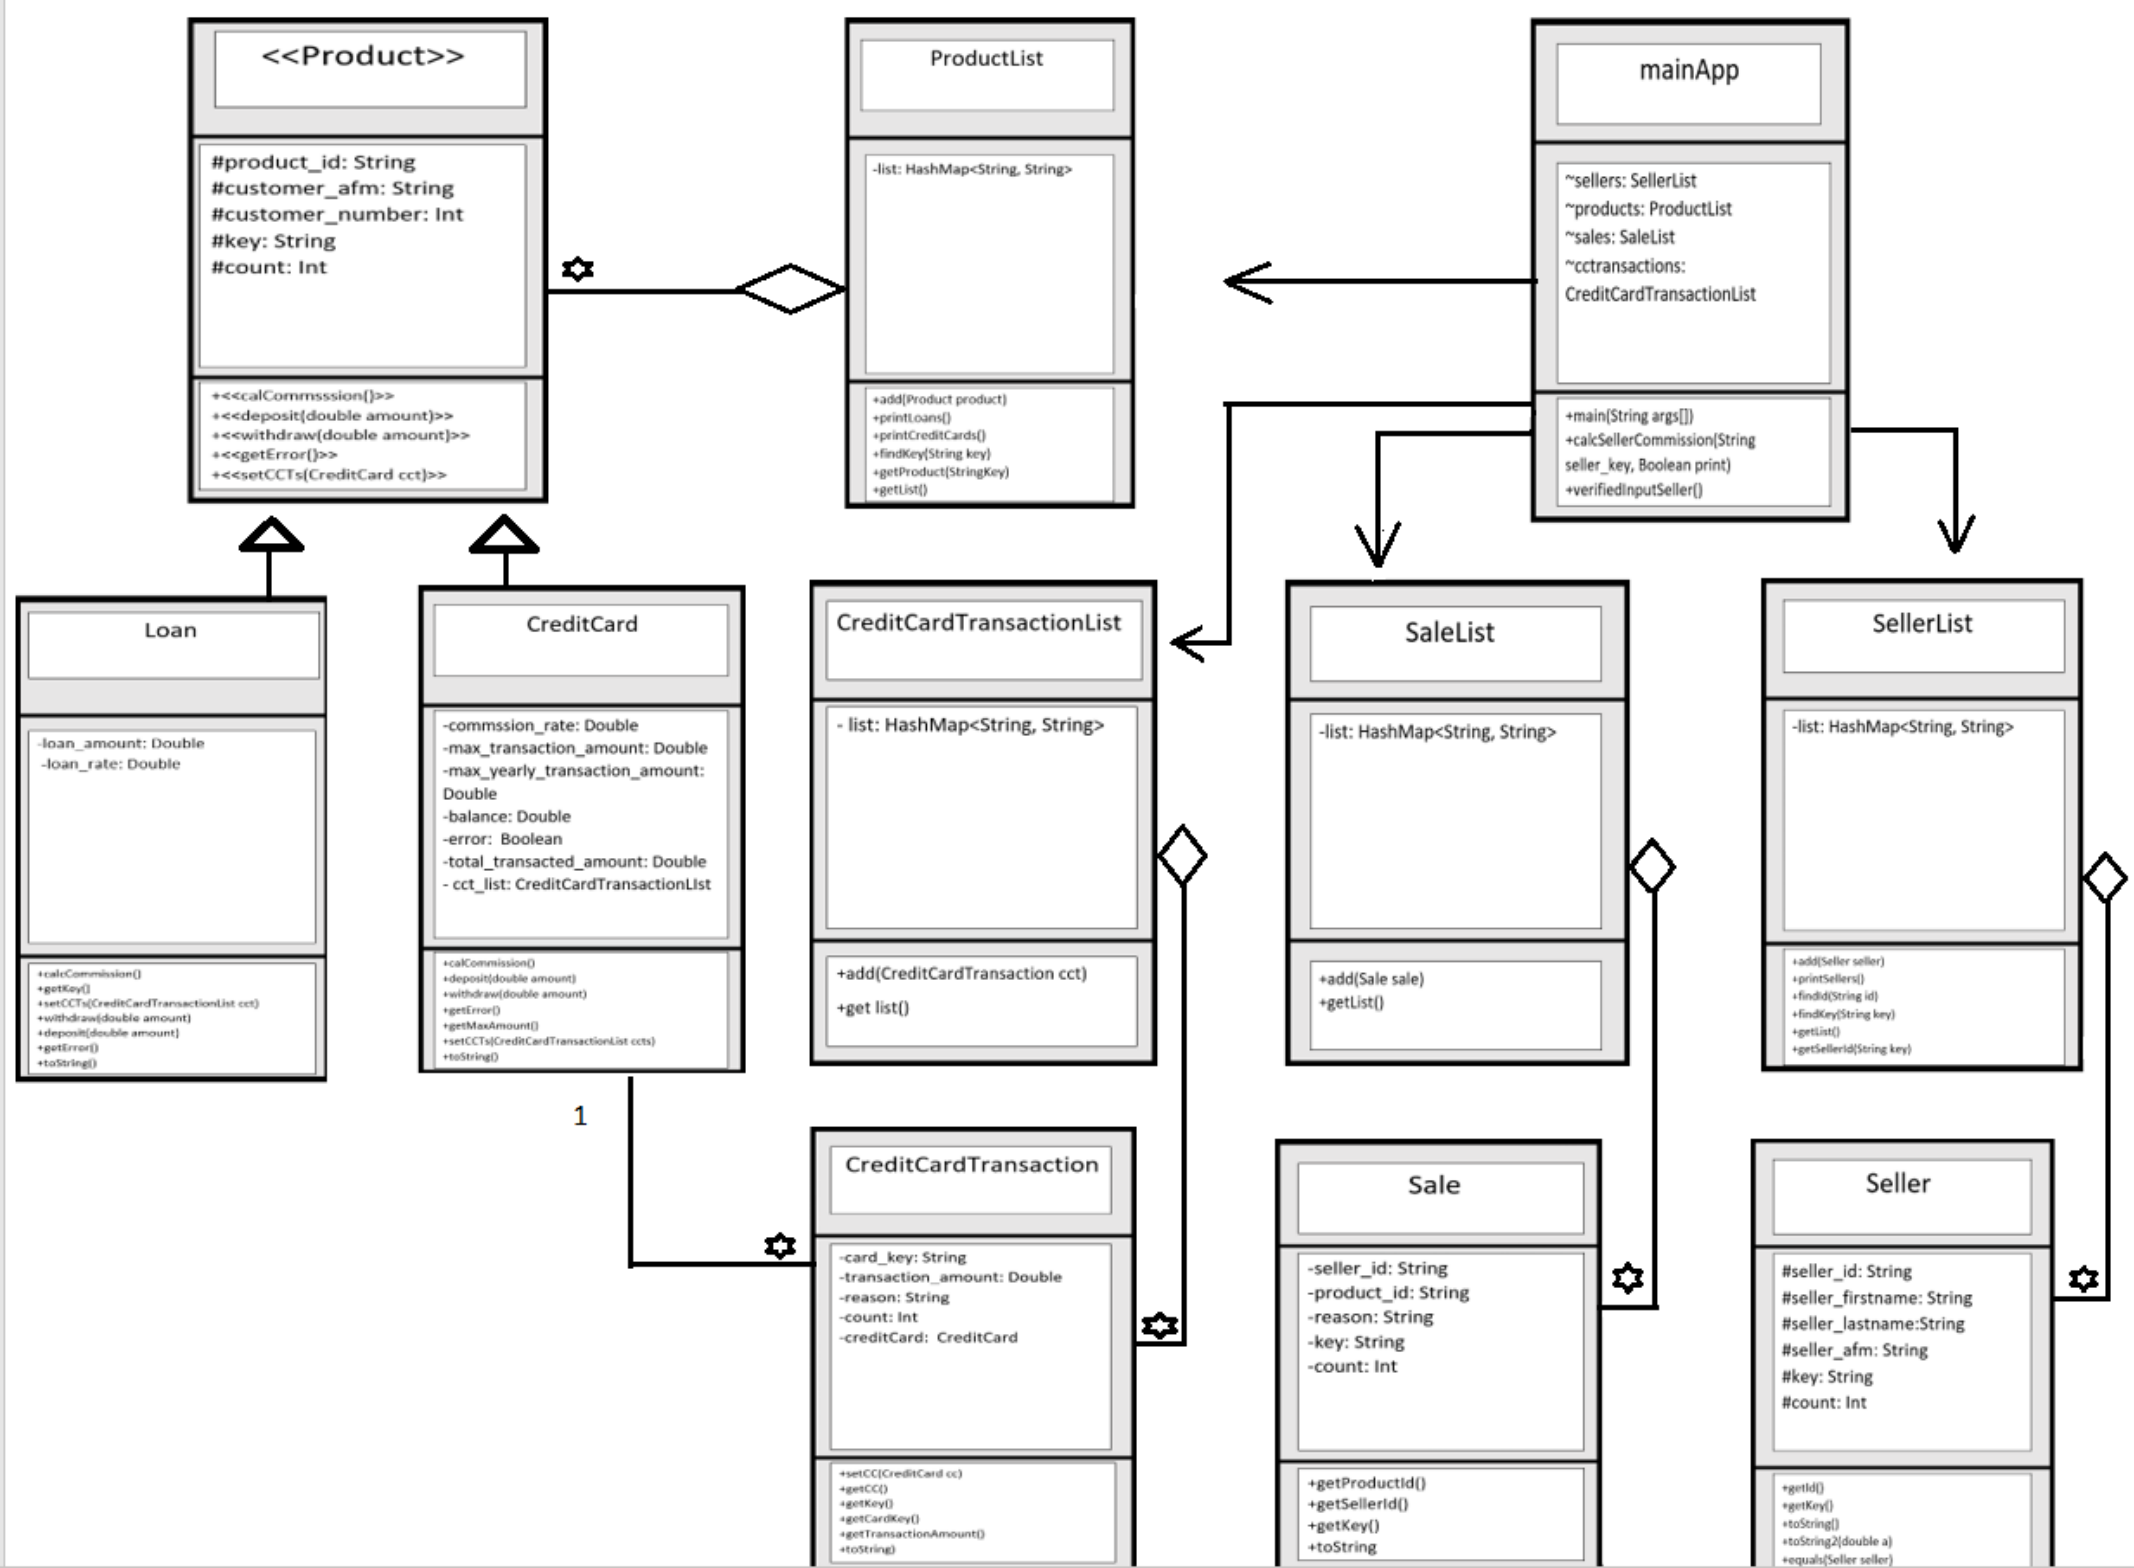 <<Product>>
#product_id: String
#customer_afm: String
#customer_number: Int
#key: String
#count: Int
+<<calCommsssion()>>
+<<deposit(double amount)>>
+<<withdraw(double amount)>>
+<<getError()>>
+<<setCCTs(CreditCard cct)>>
ProductList
-list: HashMap<String, String>
+add(Product product)
+printLoans()
+printCreditCards()
+findKey(String key)
+getProduct(StringKey)
+getList()
mainApp
~sellers: SellerList
~products: ProductList
~sales: SaleList
~cctransactions:
CreditCardTransactionList
+main(String args[])
+calcSellerCommission(String
seller_key, Boolean print)
+verifiedInputSeller()
Loan
-loan_amount: Double
-loan_rate: Double
+calcCommission()
+getKey()
+setCCTs(CreditCardTransactionList cct)
+withdraw(double amount)
+deposit(double amount)
+getError()
+toString()
CreditCard
-commssion_rate: Double
-max_transaction_amount: Double
-max_yearly_transaction_amount:
Double
-balance: Double
-error:  Boolean
-total_transacted_amount: Double
- cct_list: CreditCardTransactionLIst
+calCommission()
+deposit(double amount)
+withdraw(double amount)
+getError()
+getMaxAmount()
+setCCTs(CreditCardTransactionList ccts)
+toString()
CreditCardTransactionList
- list: HashMap<String, String>
+add(CreditCardTransaction cct)
+get list()
SaleList
-list: HashMap<String, String>
+add(Sale sale)
+getList()
SellerList
-list: HashMap<String, String>
+add(Seller seller)
+printSellers()
+findId(String id)
+findKey(String key)
+getList()
+getSellerId(String key)
1
CreditCardTransaction
-card_key: String
-transaction_amount: Double
-reason: String
-count: Int
-creditCard:  CreditCard
+setCC(CreditCard cc)
+getCC()
+getKey()
+getCardKey()
+getTransactionAmount()
+toString)
Sale
-seller_id: String
-product_id: String
-reason: String
-key: String
-count: Int
+getProductId()
+getSellerId()
+getKey()
+toString
Seller
#seller_id: String
#seller_firstname: String
#seller_lastname:String
#seller_afm: String
#key: String
#count: Int
+getId()
+getKey()
+toString()
+toString2(double a)
+equals(Seller seller)